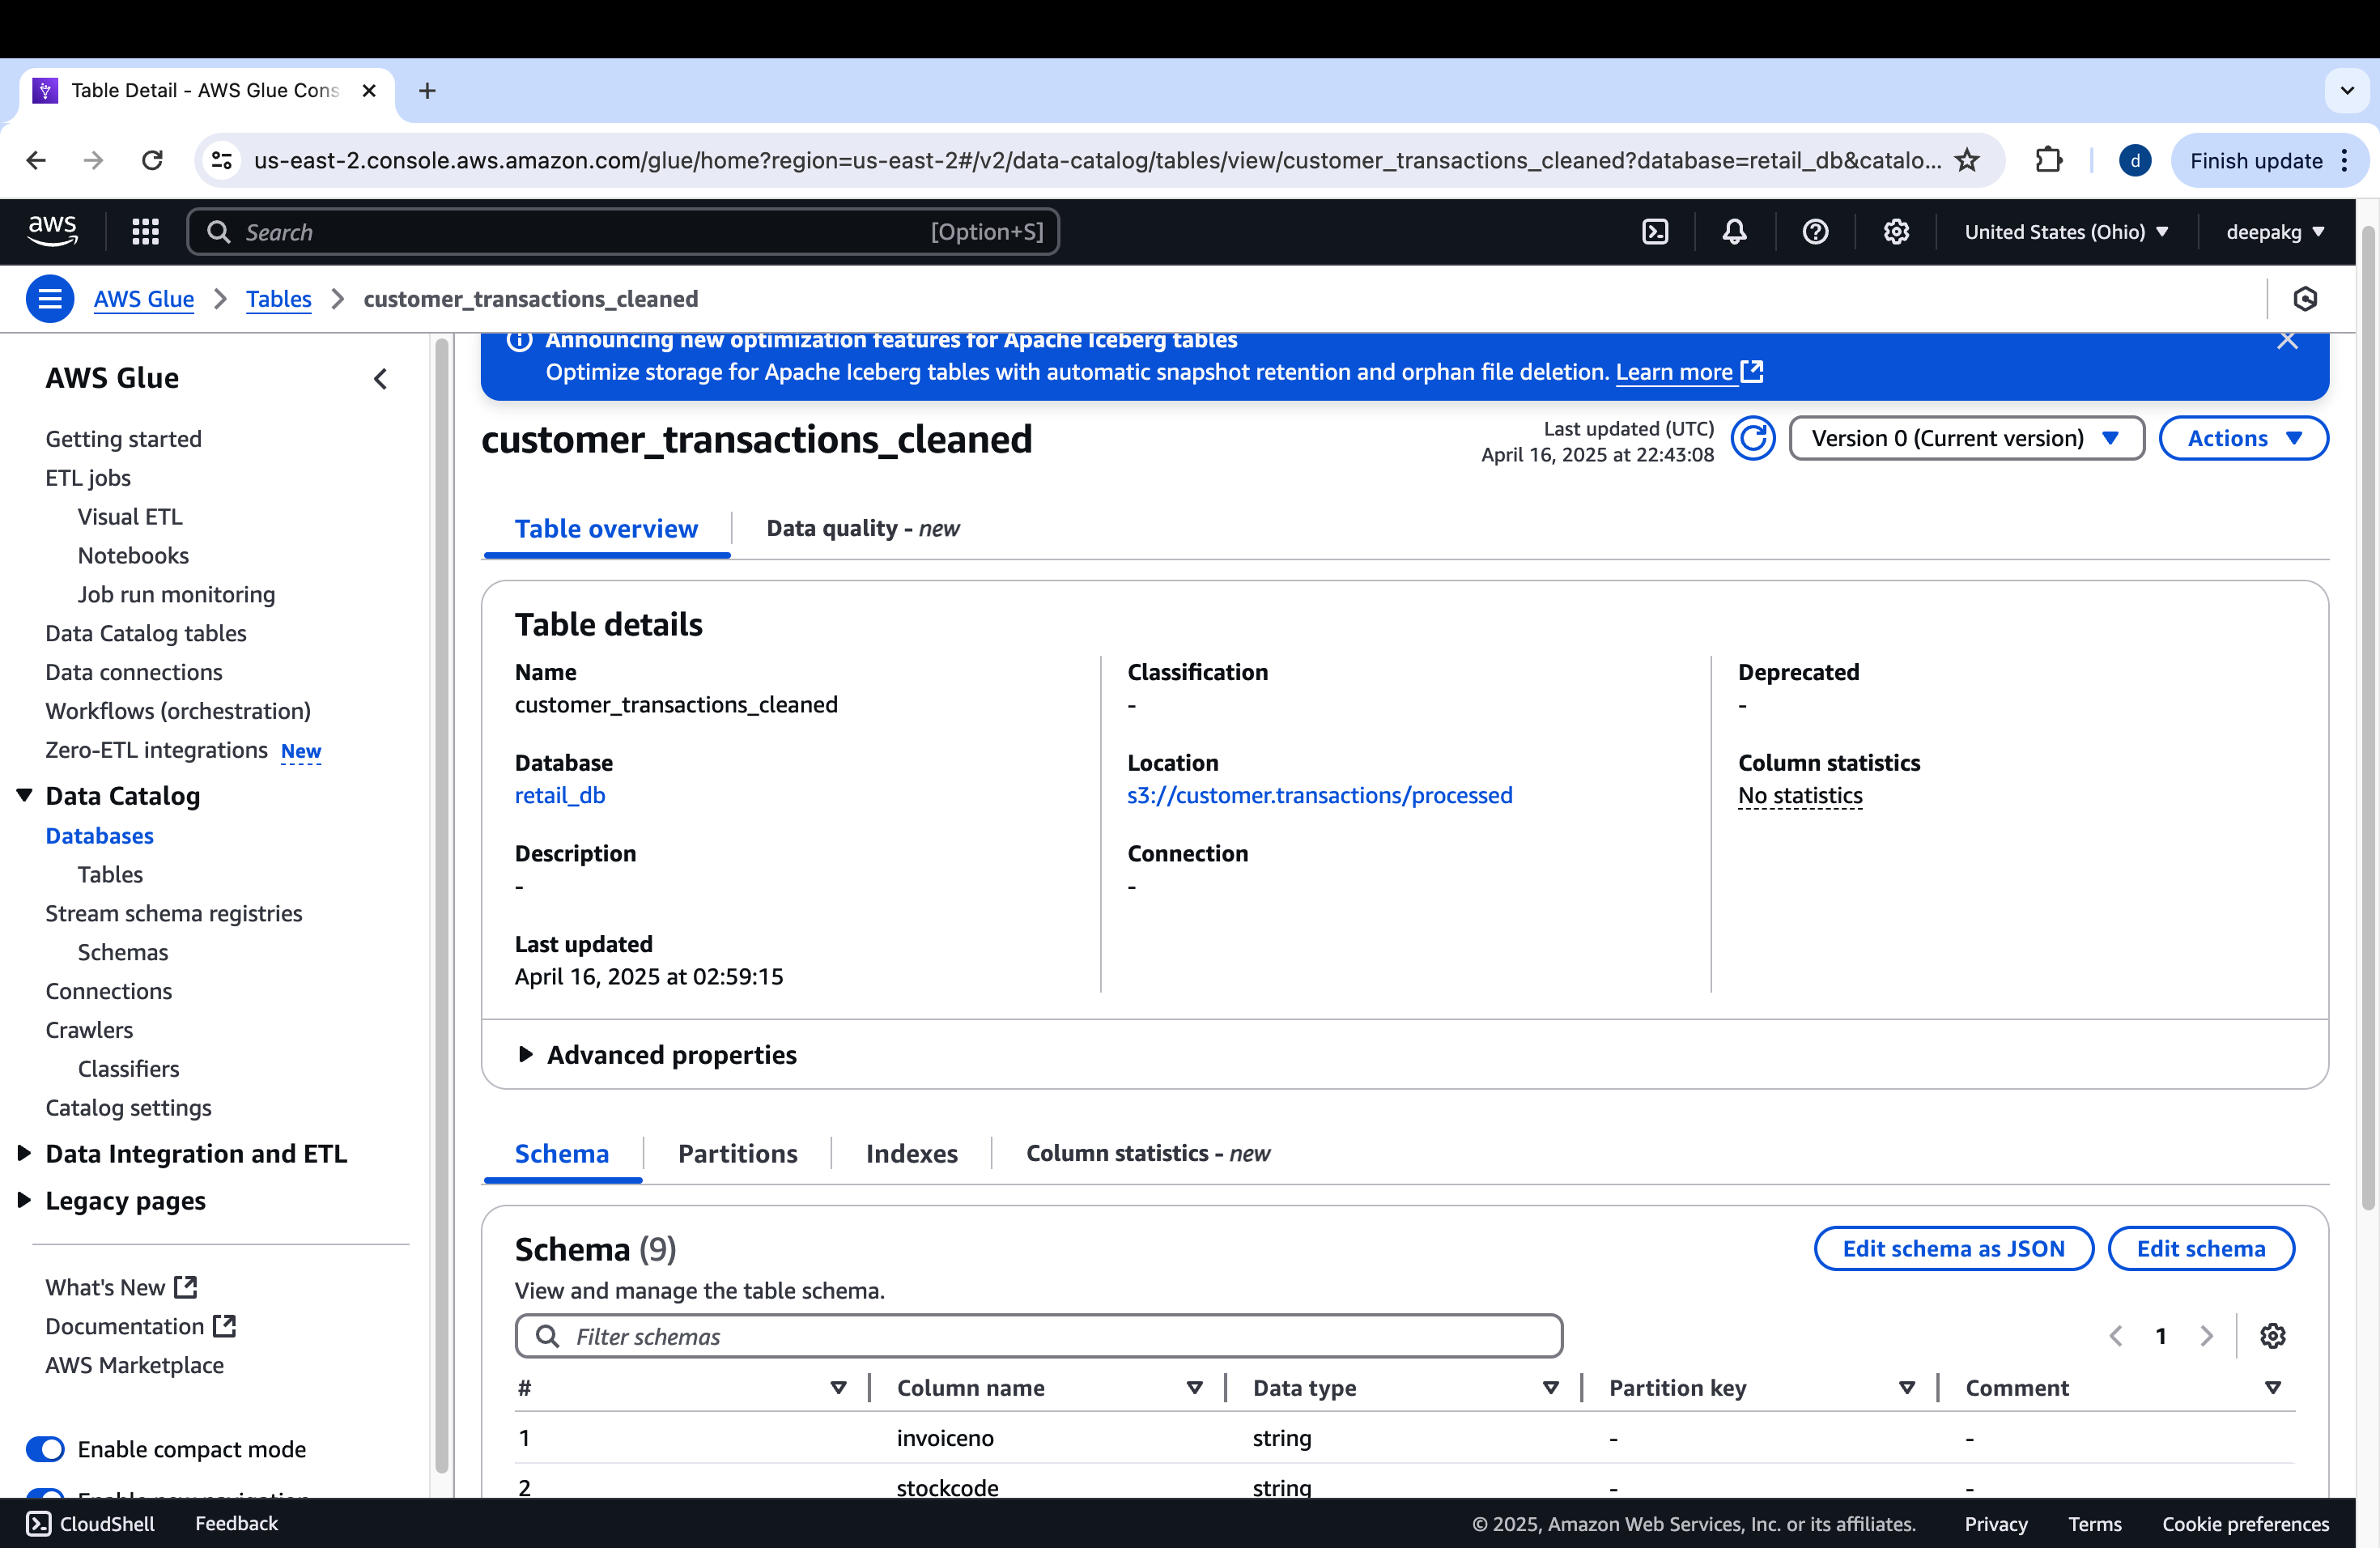 Table Detail - AWS Glue Cons
us-east-2.console.aws.amazon.com/glue/home?region=us-east-2#/v2/data-catalog/tables/view/customer_transactions_cleaned?database=retail_db&catalo...
d
Finish update
aws
Search
[Option+S]
United States (Ohio)
deepakg
AWS Glue
Tables
customer_transactions_cleaned
AWS Glue
Getting started
ETL jobs
Visual ETL
Notebooks
Job run monitoring
Data Catalog tables
Data connections
Workflows (orchestration)
Zero-ETL integrations New
Data Catalog
Databases
Tables
Stream schema registries
Schemas
Connections
Crawlers
Classifiers
Catalog settings
Data Integration and ETL
Legacy pages
What's New
Documentation
AWS Marketplace
Enable compact mode
Enable new navigation
Announcing new optimization features for Apache Iceberg tables
Optimize storage for Apache Iceberg tables with automatic snapshot retention and orphan file deletion. Learn more
customer_transactions_cleaned
Last updated (UTC)
April 16, 2025 at 22:43:08
Version 0 (Current version)
Actions
Table overview
Data quality - new
Table details
Name
customer_transactions_cleaned
Database
retail_db
Description
-
Last updated
April 16, 2025 at 02:59:15
Classification
-
Location
s3://customer.transactions/processed
Connection
-
Deprecated
-
Column statistics
No statistics
Advanced properties
Schema
Partitions
Indexes
Column statistics - new
Schema (9)
View and manage the table schema.
Edit schema as JSON
Edit schema
Filter schemas
1
# Column name Data type Partition key Comment
1 invoiceno string - -
2 stockcode string - -
CloudShell
Feedback
© 2025, Amazon Web Services, Inc. or its affiliates.
Privacy
Terms
Cookie preferences